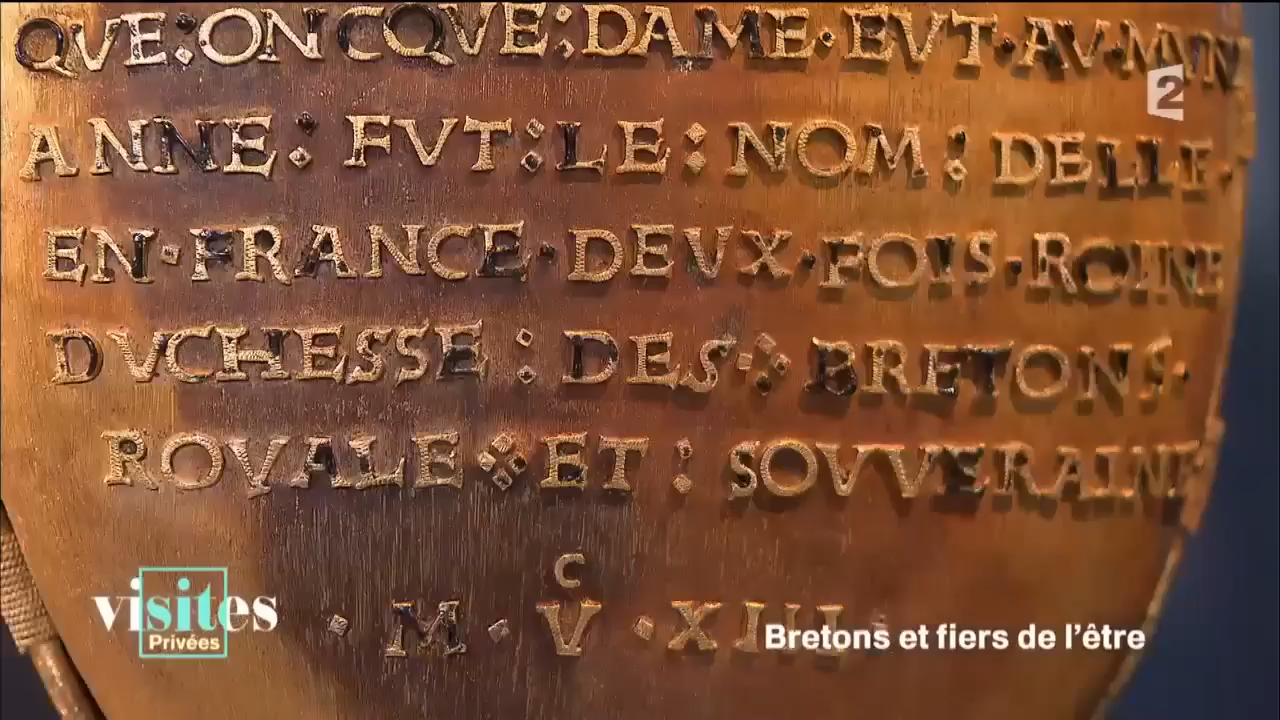 QVE:ONCQVE:DAME·EVT·AV·MVN
2
ANNE: FVT:LE:NOM: DELLE·
EN·FRANCE·DEVX·FOIS·ROINE
DVCHESSE : DES BRETONS·
ROYALE ET: SOVVERAINE
C
· M · V · XIII
visites
Privées
Bretons et fiers de l'être